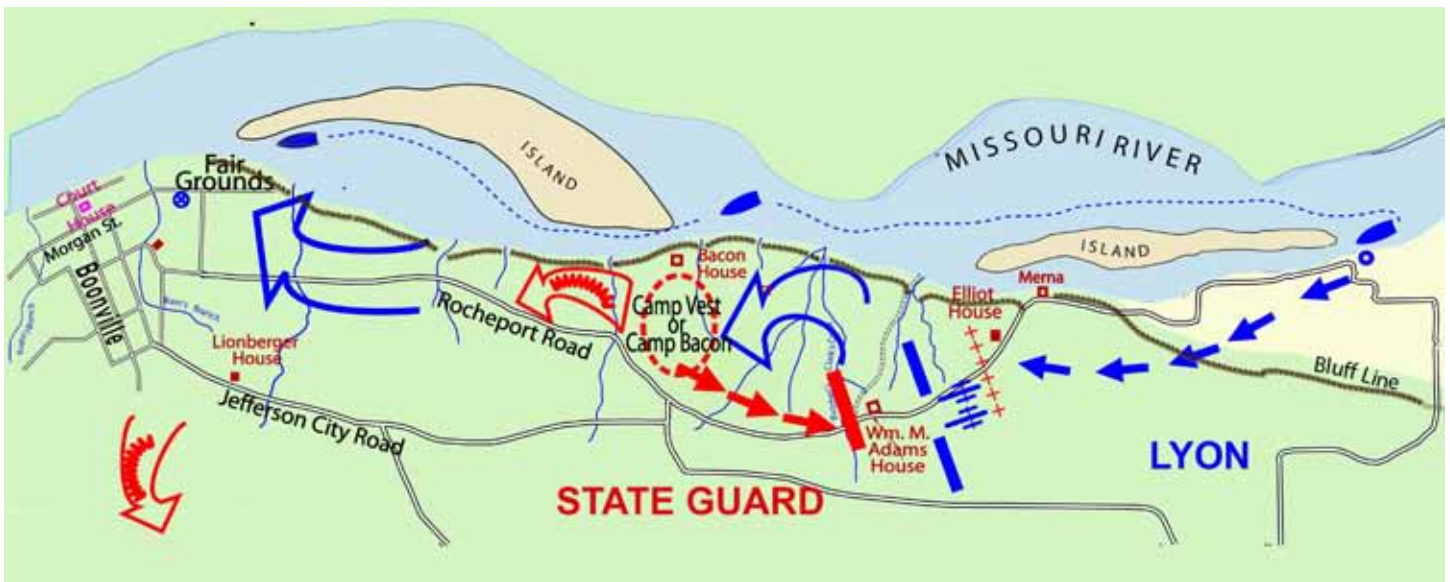 MISSOURI RIVER
ISLAND
ISLAND
Fair
Grounds
Court
House
Morgan St.
Boonville
Lionberger
House
Jefferson City Road
Rocheport Road
Bacon
House
Camp Vest
or
Camp Bacon
Elliot
House
Mema
Wm. M.
Adams
House
Bluff Line
LYON
STATE GUARD